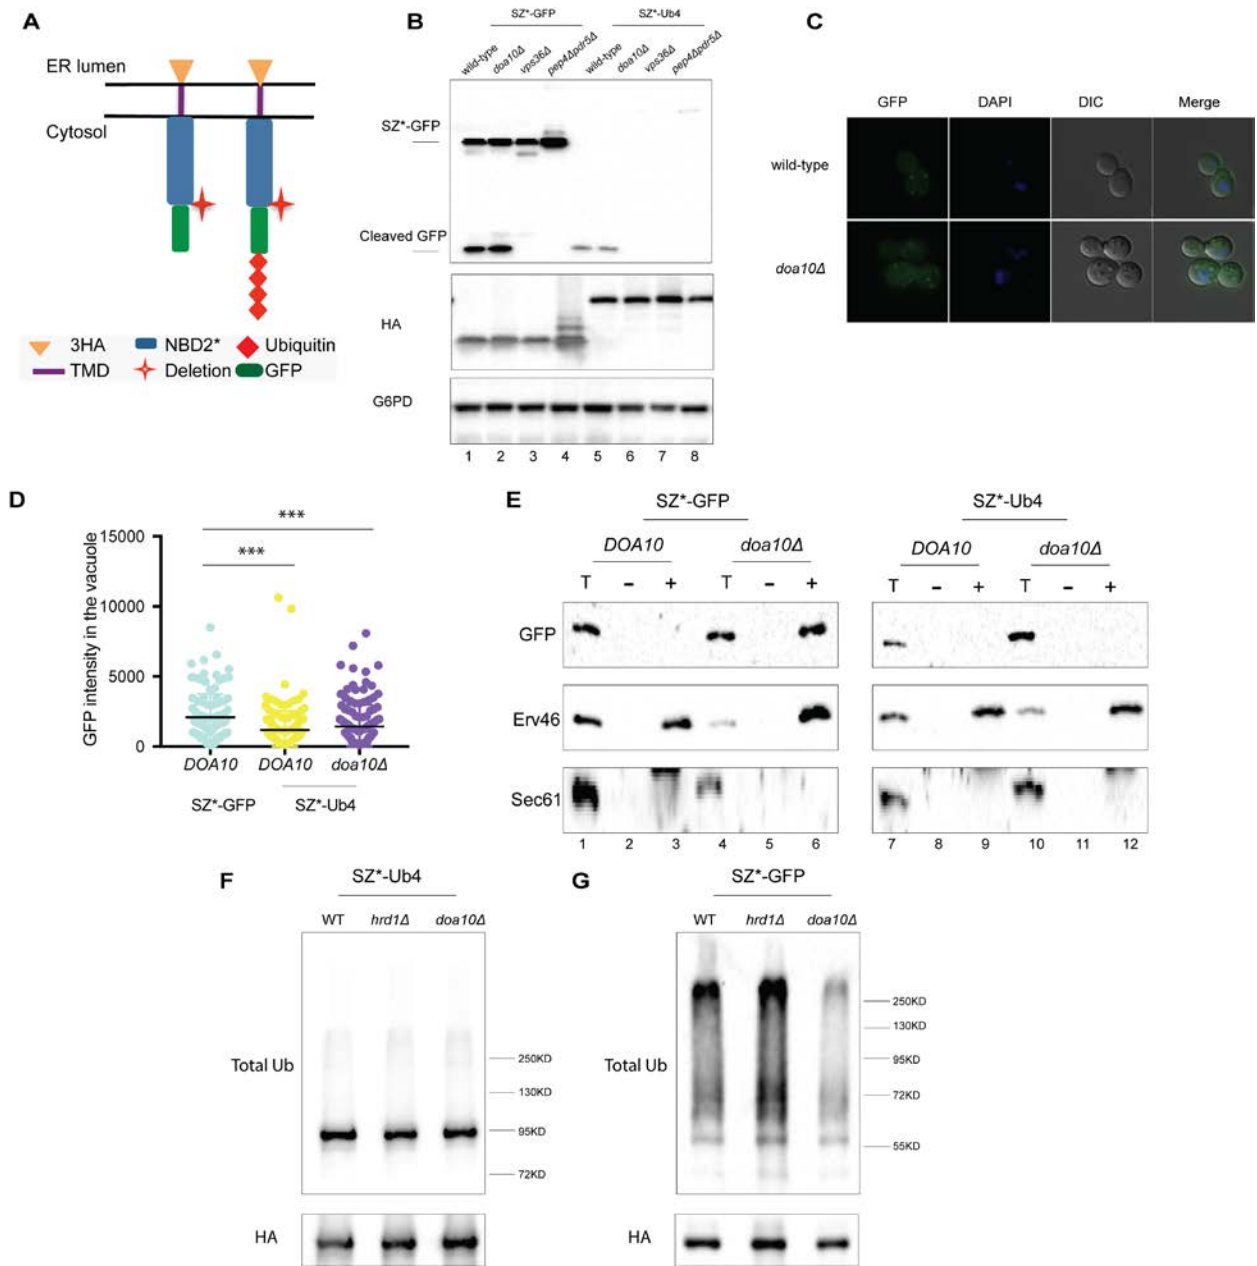 A
ER lumen
Cytosol
3HA
NBD2*
Ubiquitin
TMD
Deletion
GFP
B
SZ*-GFP
SZ*-Ub4
wild-type
doa10Δ
vps36Δ
pep4Δpdr5Δ
wild-type
doa10Δ
vps36Δ
pep4Δpdr5Δ
SZ*-GFP
Cleaved GFP
HA
G6PD
1 2 3 4 5 6 7 8
C
GFP DAPI DIC Merge
wild-type
doa10Δ
D
GFP intensity in the vacuole
15000
10000
5000
0
***
***
DOA10 DOA10 doa10Δ
SZ*-GFP SZ*-Ub4
E
SZ*-GFP SZ*-Ub4
DOA10 doa10Δ DOA10 doa10Δ
T - + T - + T - + T - +
GFP
Erv46
Sec61
1 2 3 4 5 6 7 8 9 10 11 12
F
SZ*-Ub4
WT hrd1Δ doa10Δ
Total Ub
250KD
130KD
95KD
72KD
HA
G
SZ*-GFP
WT hrd1Δ doa10Δ
Total Ub
250KD
130KD
95KD
72KD
55KD
HA